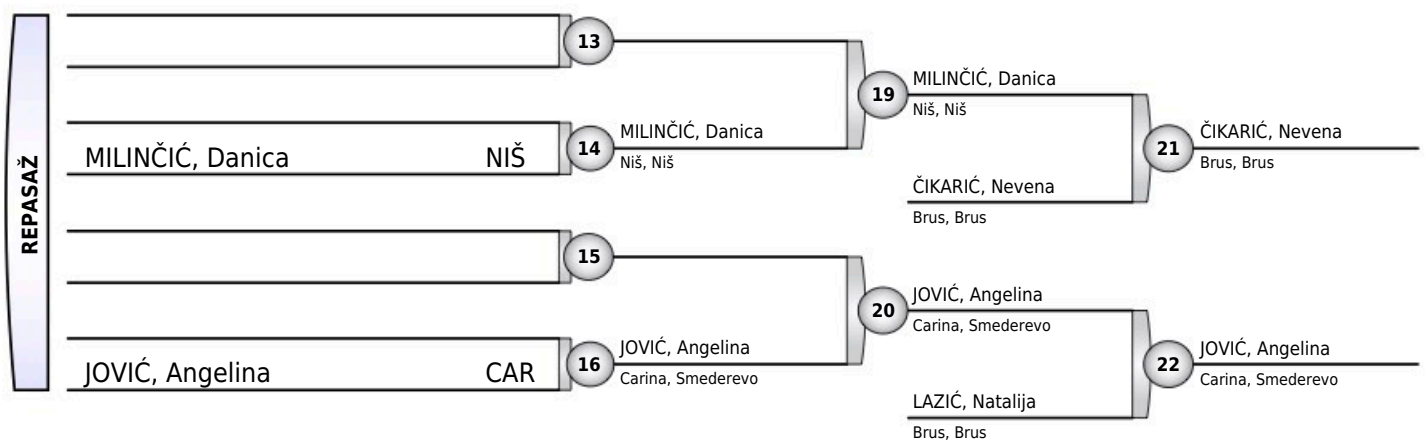 REPASAŽ
13
MILINČIĆ, Danica NIŠ
14
MILINČIĆ, Danica
Niš, Niš
19
MILINČIĆ, Danica
Niš, Niš
ČIKARIĆ, Nevena
Brus, Brus
21
ČIKARIĆ, Nevena
Brus, Brus
15
JOVIĆ, Angelina CAR
16
JOVIĆ, Angelina
Carina, Smederevo
20
JOVIĆ, Angelina
Carina, Smederevo
LAZIĆ, Natalija
Brus, Brus
22
JOVIĆ, Angelina
Carina, Smederevo